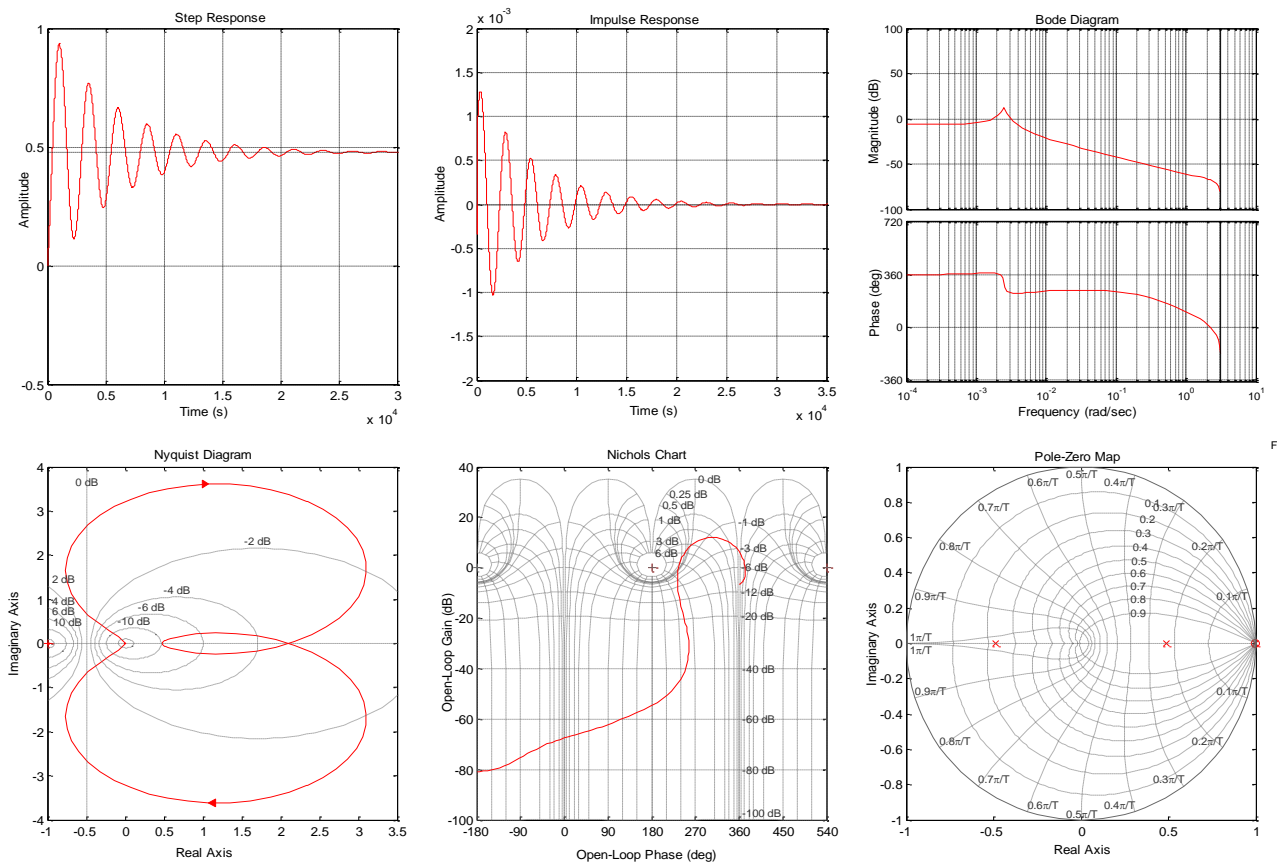 Step Response
1
0.5
0
-0.5
Amplitude
0 0.5 1 1.5 2 2.5 3 3.5
x 10^4
Time (s)
Impulse Response
x 10^-3
2
1.5
1
0.5
0
-0.5
-1
-1.5
-2
Amplitude
0 0.5 1 1.5 2 2.5 3 3.5
x 10^4
Time (s)
Bode Diagram
100
50
0
-50
-100
Magnitude (dB)
720
360
0
-360
Phase (deg)
10^-4 10^-3 10^-2 10^-1 10^0 10^1
Frequency (rad/sec)
F
Nyquist Diagram
4
3
2
1
0
-1
-2
-3
-4
Imaginary Axis
0 dB
-2 dB
2 dB
-4 dB
4 dB
-6 dB
6 dB
-10 dB
10 dB
-1 -0.5 0 0.5 1 1.5 2 2.5 3 3.5
Real Axis
Nichols Chart
40
20
0
-20
-40
-60
-80
-100
Open-Loop Gain (dB)
0 dB
0.25 dB
0.5 dB
1 dB
-1 dB
3 dB
-3 dB
6 dB
-6 dB
-12 dB
-20 dB
-40 dB
-60 dB
-80 dB
-100 dB
-180 -90 0 90 180 270 360 450 540
Open-Loop Phase (deg)
Pole-Zero Map
1
0.8
0.6
0.4
0.2
0
-0.2
-0.4
-0.6
-0.8
-1
Imaginary Axis
0.5π/T
0.6π/T
0.4π/T
0.7π/T
0.3π/T
0.8π/T
0.2π/T
0.9π/T
0.1π/T
1π/T
1π/T
0.1
0.2
0.3
0.4
0.5
0.6
0.7
0.8
0.9
0.9π/T
0.1π/T
0.8π/T
0.2π/T
0.7π/T
0.3π/T
0.6π/T
0.4π/T
0.5π/T
-1 -0.5 0 0.5 1
Real Axis